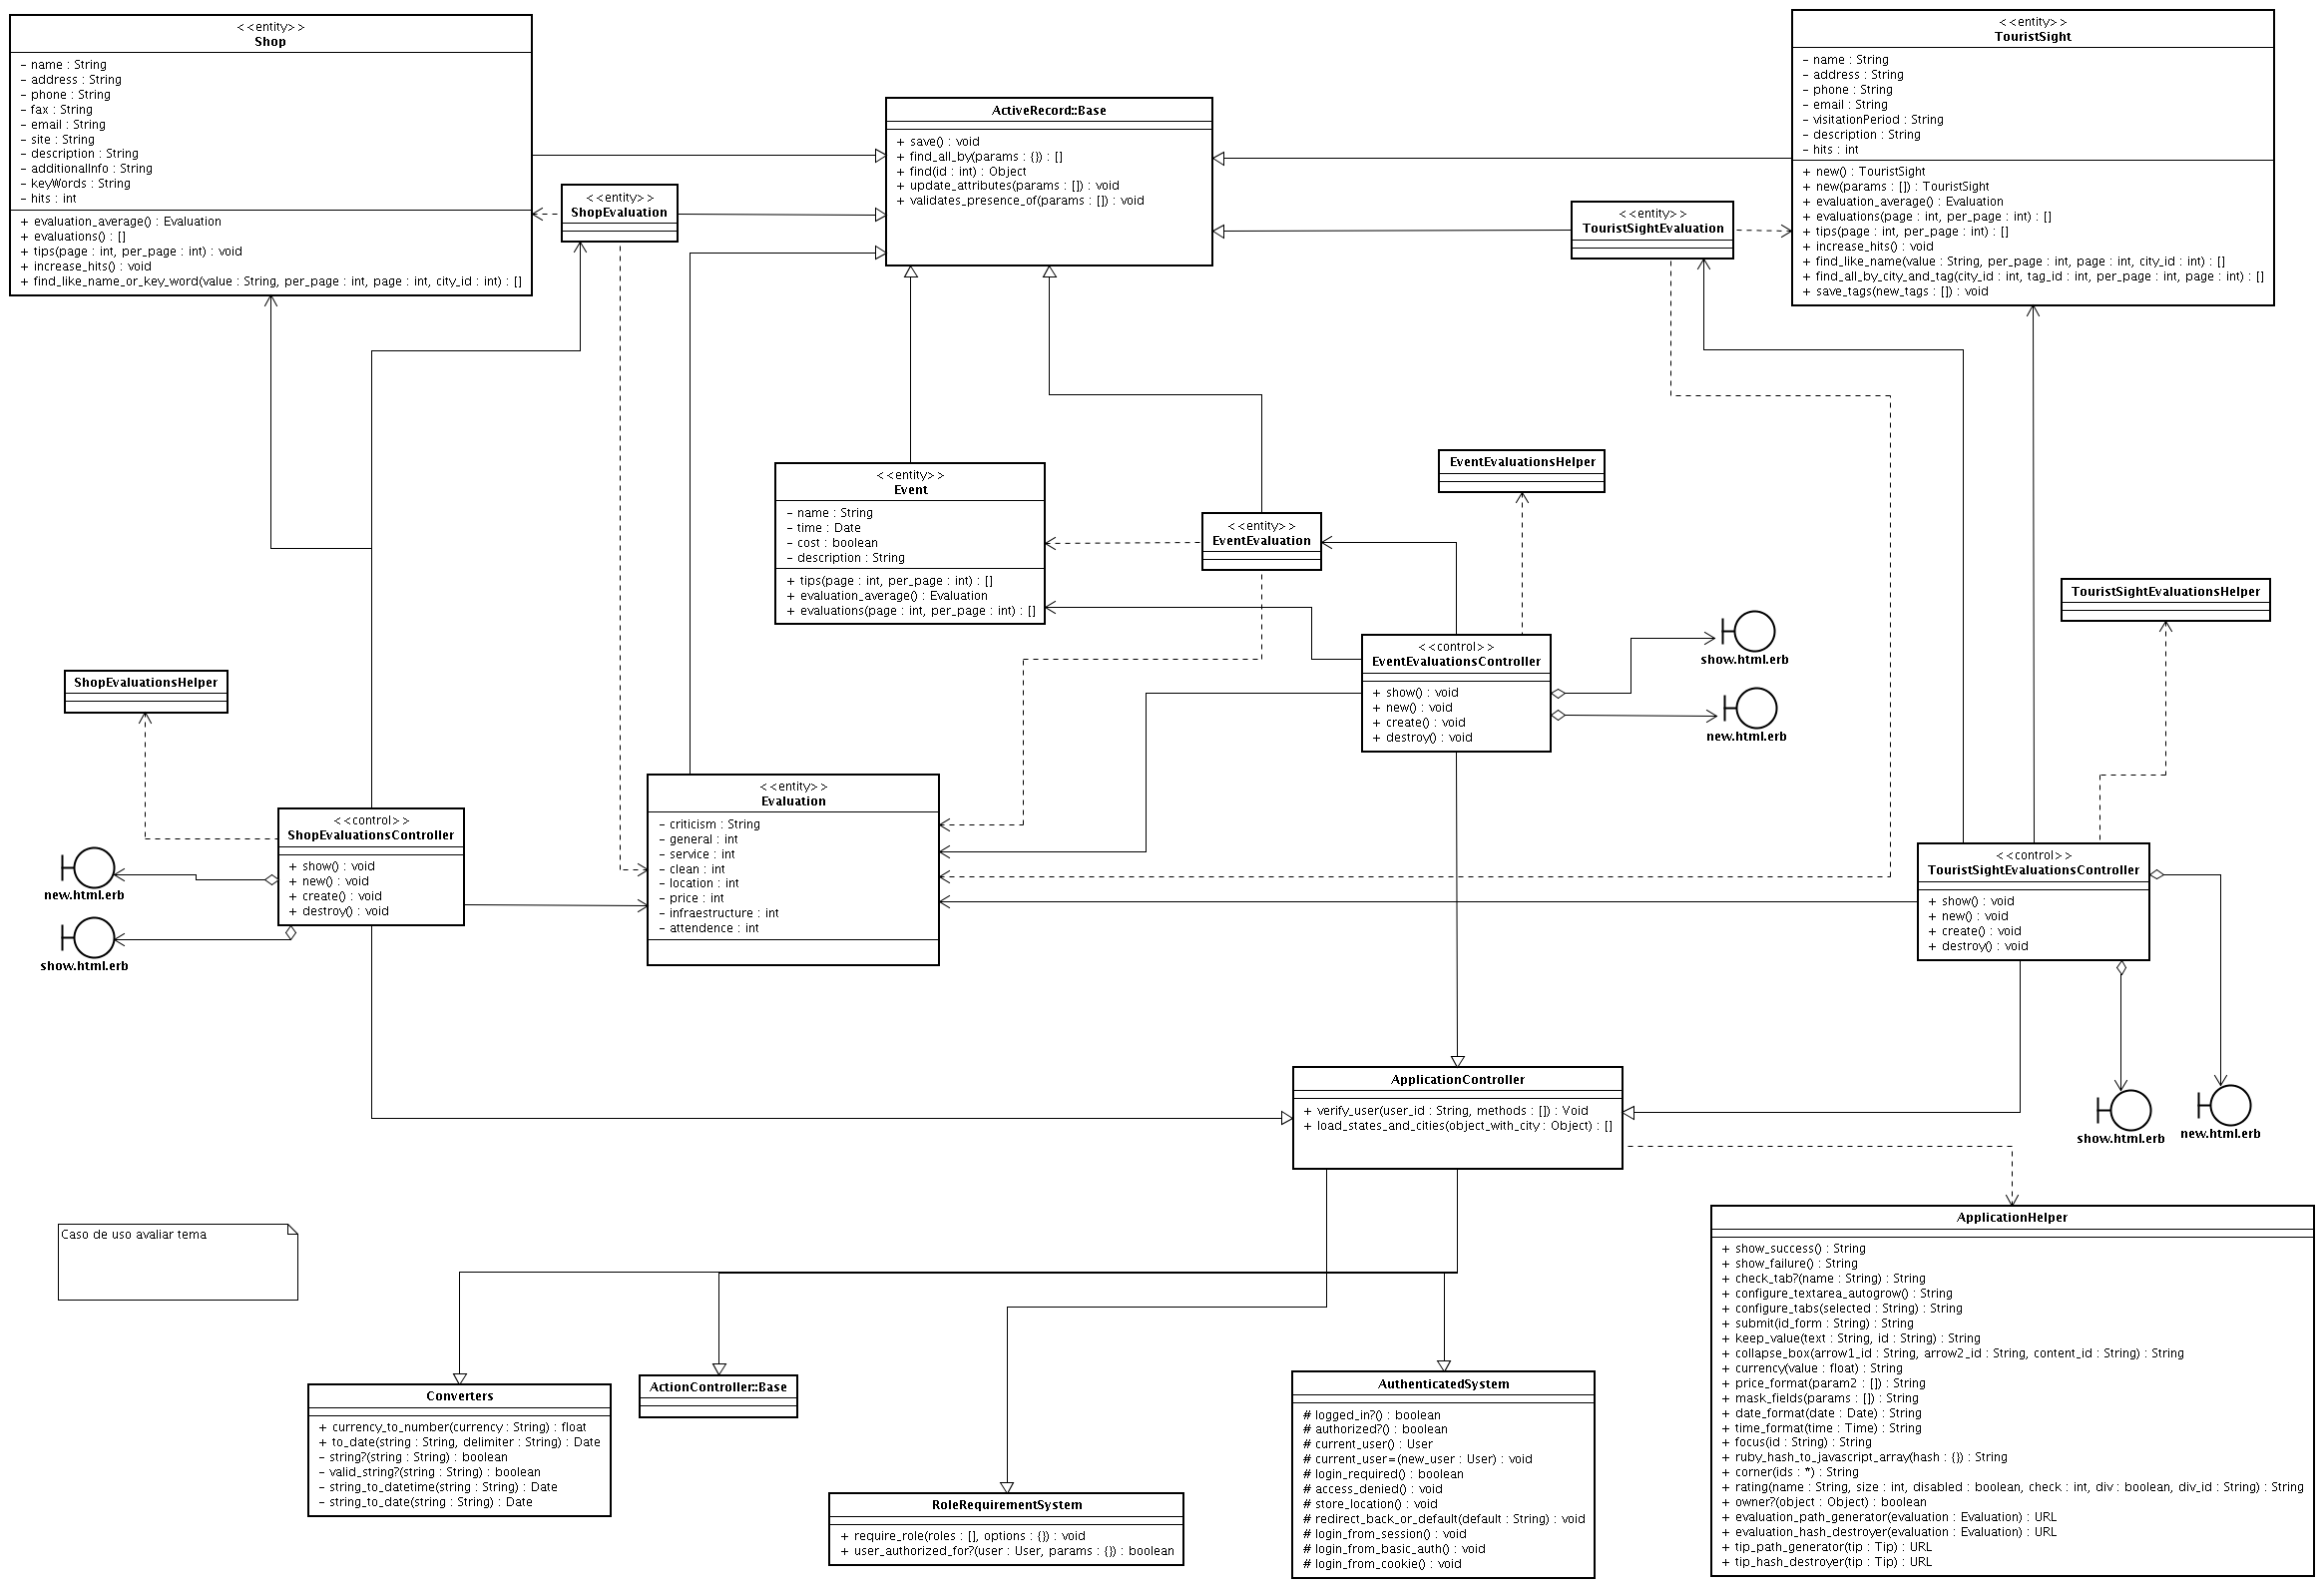 <<entity>>
Shop
- name : String
- address : String
- phone : String
- fax : String
- email : String
- site : String
- description : String
- additionalInfo : String
- keyWords : String
- hits : int
+ evaluation_average() : Evaluation
+ evaluations() : []
+ tips(page : int, per_page : int) : void
+ increase_hits() : void
+ find_like_name_or_key_word(value : String, per_page : int, page : int, city_id : int) : []
<<entity>>
ShopEvaluation
ActiveRecord::Base
+ save() : void
+ find_all_by(params : {}) : []
+ find(id : int) : Object
+ update_attributes(params : []) : void
+ validates_presence_of(params : []) : void
<<entity>>
TouristSightEvaluation
<<entity>>
TouristSight
- name : String
- address : String
- phone : String
- email : String
- visitationPeriod : String
- description : String
- hits : int
+ new() : TouristSight
+ new(params : []) : TouristSight
+ evaluation_average() : Evaluation
+ evaluations(page : int, per_page : int) : []
+ tips(page : int, per_page : int) : []
+ increase_hits() : void
+ find_like_name(value : String, per_page : int, page : int, city_id : int) : []
+ find_all_by_city_and_tag(city_id : int, tag_id : int, per_page : int, page : int) : []
+ save_tags(new_tags : []) : void
<<entity>>
Event
- name : String
- time : Date
- cost : boolean
- description : String
+ tips(page : int, per_page : int) : []
+ evaluation_average() : Evaluation
+ evaluations(page : int, per_page : int) : []
<<entity>>
EventEvaluation
EventEvaluationsHelper
<<control>>
EventEvaluationsController
+ show() : void
+ new() : void
+ create() : void
+ destroy() : void
show.html.erb
new.html.erb
TouristSightEvaluationsHelper
ShopEvaluationsHelper
<<control>>
ShopEvaluationsController
+ show() : void
+ new() : void
+ create() : void
+ destroy() : void
new.html.erb
show.html.erb
<<entity>>
Evaluation
- criticism : String
- general : int
- service : int
- clean : int
- location : int
- price : int
- infraestructure : int
- attendence : int
<<control>>
TouristSightEvaluationsController
+ show() : void
+ new() : void
+ create() : void
+ destroy() : void
show.html.erb
new.html.erb
ApplicationController
+ verify_user(user_id : String, methods : []) : Void
+ load_states_and_cities(object_with_city : Object) : []
Caso de uso avaliar tema
Converters
+ currency_to_number(currency : String) : float
+ to_date(string : String, delimiter : String) : Date
- string?(string : String) : boolean
- valid_string?(string : String) : boolean
- string_to_datetime(string : String) : Date
- string_to_date(string : String) : Date
ActionController::Base
RoleRequirementSystem
+ require_role(roles : [], options : {}) : void
+ user_authorized_for?(user : User, params : {}) : boolean
AuthenticatedSystem
# logged_in?() : boolean
# authorized?() : boolean
# current_user() : User
# current_user=(new_user : User) : void
# login_required() : boolean
# access_denied() : void
# store_location() : void
# redirect_back_or_default(default : String) : void
# login_from_session() : void
# login_from_basic_auth() : void
# login_from_cookie() : void
ApplicationHelper
+ show_success() : String
+ show_failure() : String
+ check_tab?(name : String) : String
+ configure_textarea_autogrow() : String
+ configure_tabs(selected : String) : String
+ submit(id_form : String) : String
+ keep_value(text : String, id : String) : String
+ collapse_box(arrow1_id : String, arrow2_id : String, content_id : String) : String
+ currency(value : float) : String
+ price_format(param2 : []) : String
+ mask_fields(params : []) : String
+ date_format(date : Date) : String
+ time_format(time : Time) : String
+ focus(id : String) : String
+ ruby_hash_to_javascript_array(hash : {}) : String
+ corner(ids : *) : String
+ rating(name : String, size : int, disabled : boolean, check : int, div : boolean, div_id : String) : String
+ owner?(object : Object) : boolean
+ evaluation_path_generator(evaluation : Evaluation) : URL
+ evaluation_hash_destroyer(evaluation : Evaluation) : URL
+ tip_path_generator(tip : Tip) : URL
+ tip_hash_destroyer(tip : Tip) : URL